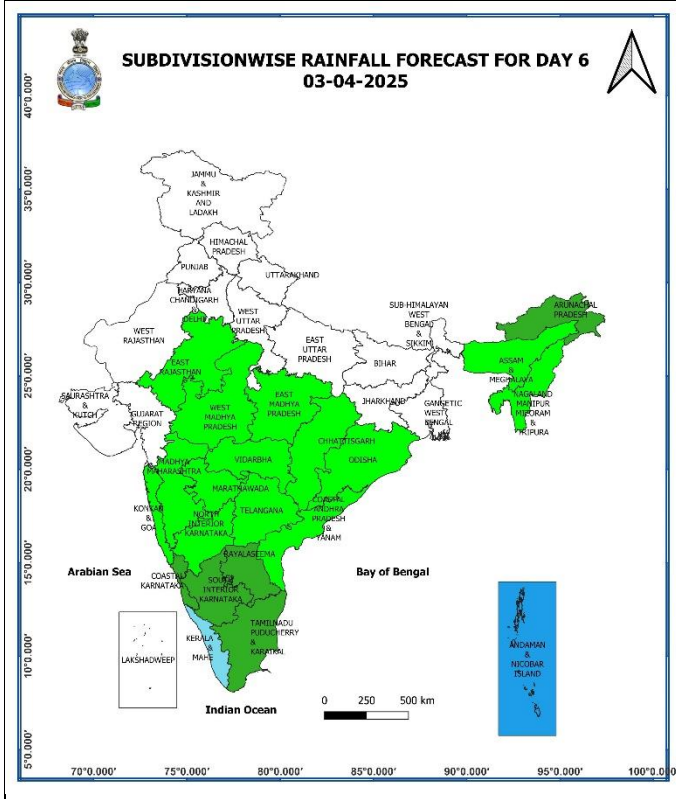 SUBDIVISIONWISE RAINFALL FORECAST FOR DAY 6
03-04-2025
40°0.000'
35°0.000'
30°0.000'
25°0.000'
20°0.000'
15°0.000'
10°0.000'
5°0.000'
JAMMU
&
KASHMIR
AND
LADAKH
HIMACHAL
PRADESH
PUNJAB
UTTARAKHAND
HARYANA
CHANDIGARH
&
DELHI
WEST
UTTAR
PRADESH
WEST
RAJASTHAN
EAST
RAJASTHAN
EAST
UTTAR
PRADESH
SUB-HIMALAYAN
WEST
BENGAL
&
SIKKIM
ARUNACHAL
PRADESH
BIHAR
ASSAM
&
MEGHALAYA
NAGALAND
MANIPUR
MIZORAM
&
TRIPURA
SAURASHTRA
&
KUTCH
GUJARAT
REGION
WEST
MADHYA
PRADESH
EAST
MADHYA
PRADESH
JHARKHAND
GANGETIC
WEST
BENGAL
CHHATTISGARH
ODISHA
MADHYA
MAHARASHTRA
VIDARBHA
MARATHAWADA
KONKAN
&
GOA
NORTH
INTERIOR
KARNATAKA
TELANGANA
COASTAL
ANDHRA
PRADESH
&
YANAM
RAYALASEEMA
Arabian Sea
Bay of Bengal
COASTAL
KARNATAKA
SOUTH
INTERIOR
KARNATAKA
TAMILNADU
PUDUCHERRY
&
KARAIKAL
KERALA
&
MAHE
LAKSHADWEEP
ANDAMAN
&
NICOBAR
ISLAND
Indian Ocean
0 250 500 km
70°0.000' 75°0.000' 80°0.000' 85°0.000' 90°0.000' 95°0.000' 100°0.000'